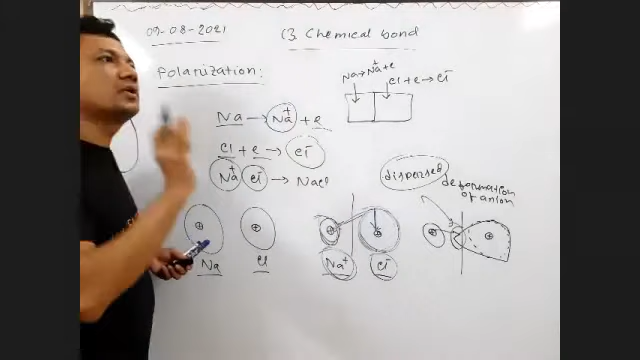 09-08-2021
(3. Chemical bond
Polarization:
Na → Na⁺ + e
Na → Na⁺ + e
Cl + e → Cl⁻
Cl + e → Cl⁻
Na⁺ Cl⁻ → NaCl
dispersed
deformation
of anion
Na
Cl
Na⁺
Cl⁻